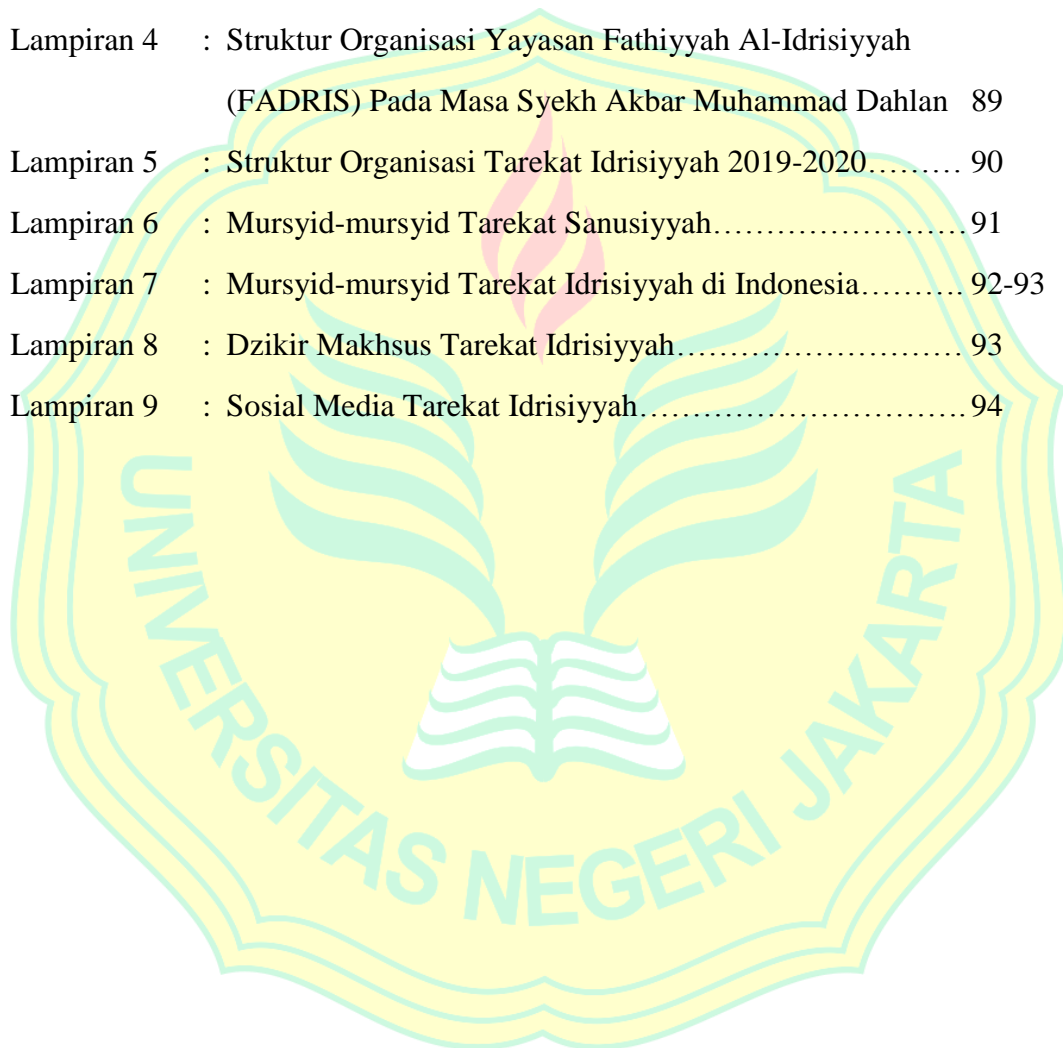 Lampiran 4 : Struktur Organisasi Yayasan Fathiyyah Al-Idrisiyyah
(FADRIS) Pada Masa Syekh Akbar Muhammad Dahlan 89
Lampiran 5 : Struktur Organisasi Tarekat Idrisiyyah 2019-2020……… 90
Lampiran 6 : Mursyid-mursyid Tarekat Sanusiyyah……………………91
Lampiran 7 : Mursyid-mursyid Tarekat Idrisiyyah di Indonesia………. 92-93
Lampiran 8 : Dzikir Makhsus Tarekat Idrisiyyah………………………. 93
Lampiran 9 : Sosial Media Tarekat Idrisiyyah………………………….94
UNIVERSITAS NEGERI JAKARTA